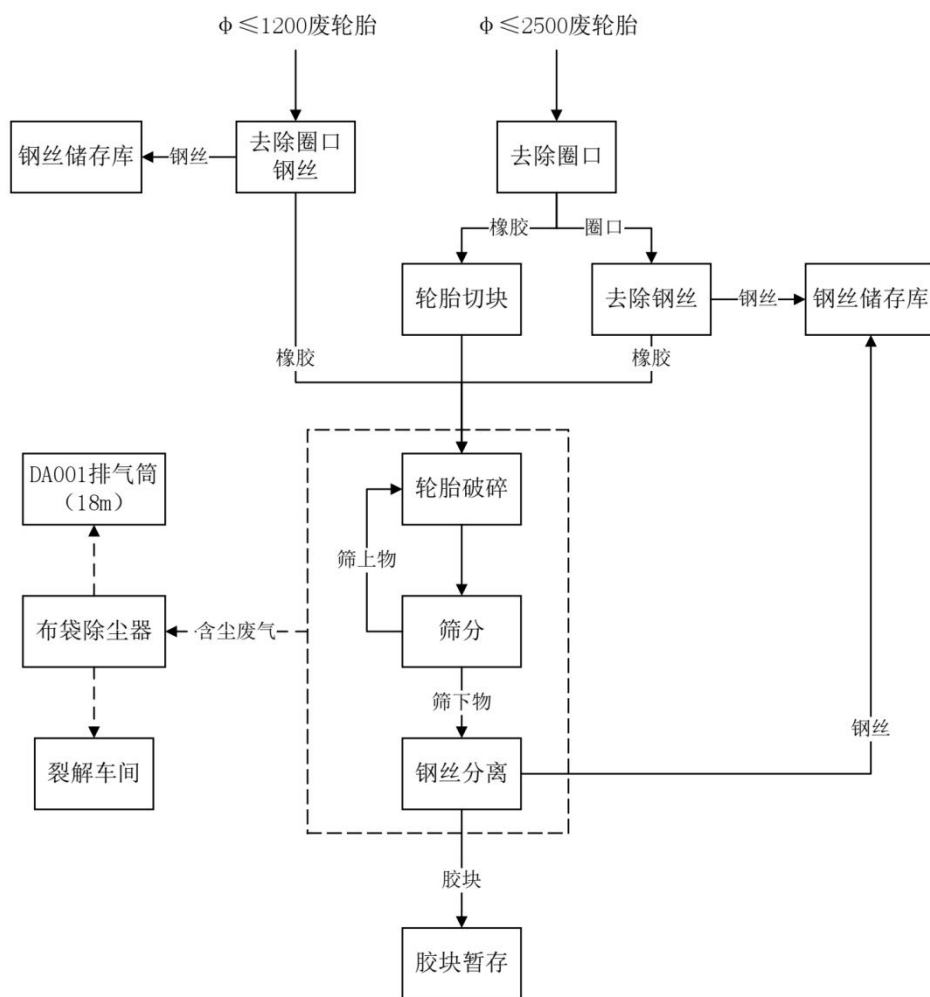 φ≤1200废轮胎
φ≤2500废轮胎
钢丝储存库
钢丝
去除圈口
钢丝
去除圈口
橡胶
圈口
轮胎切块
去除钢丝
钢丝
钢丝储存库
橡胶
橡胶
DA001排气筒
（18m）
轮胎破碎
筛上物
布袋除尘器
含尘废气
筛分
筛下物
钢丝
裂解车间
钢丝分离
胶块
胶块暂存